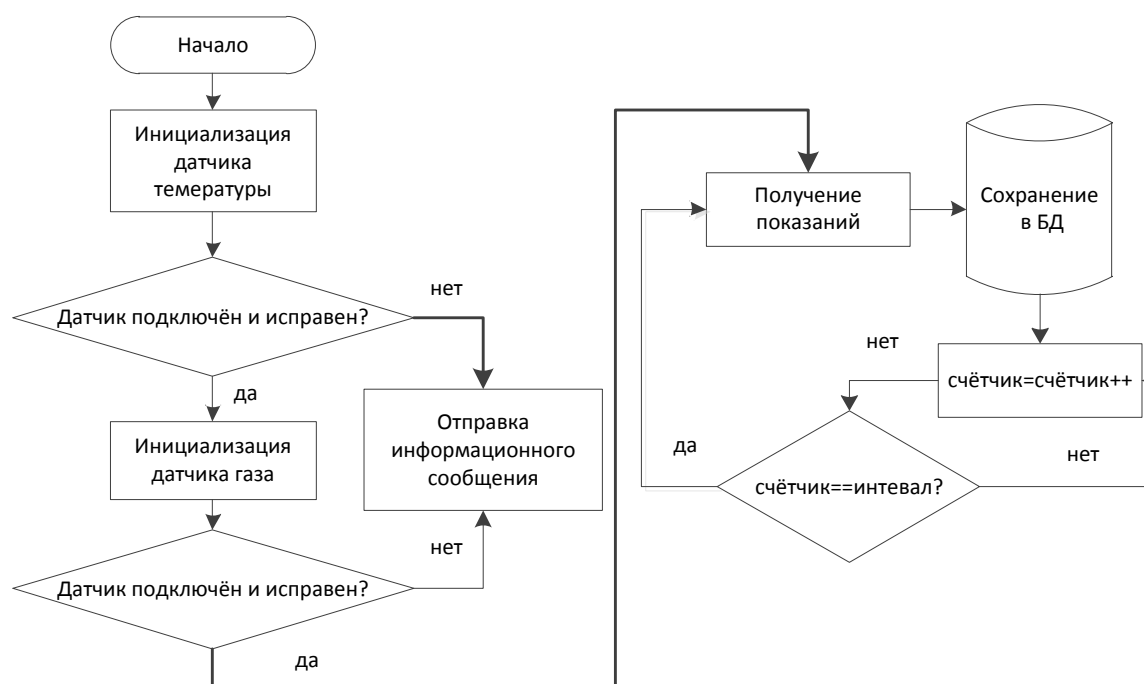 Начало
Инициализация
датчика
темературы
Датчик подключён и исправен?
нет
да
Инициализация
датчика газа
Отправка
информационного
сообщения
Датчик подключён и исправен?
нет
да
Получение
показаний
Сохранение
в БД
нет
счётчик=счётчик++
да
счётчик==интевал?
нет